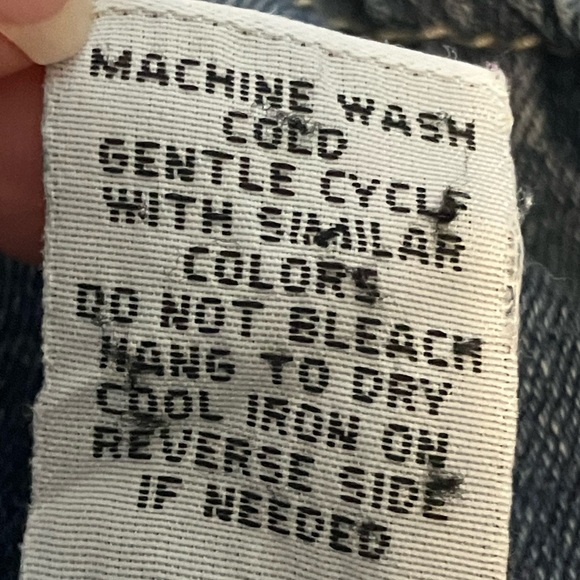 MACHINE WASH
COLD
GENTLE CYCLE
WITH SIMILAR
COLORS
DO NOT BLEACH
HANG TO DRY
COOL IRON ON
REVERSE SIDE
IF NEEDED